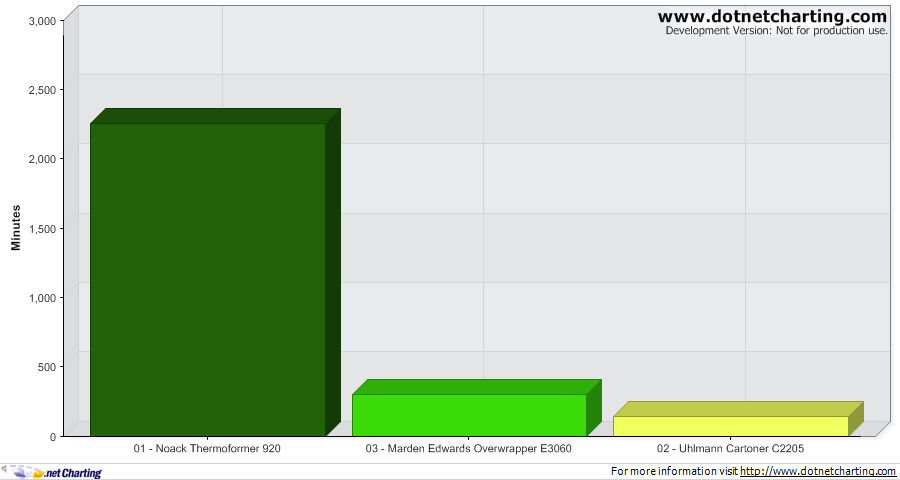 www.dotnetcharting.com
Development Version: Not for production use.
3,000
2,500
2,000
1,500
1,000
500
0
Minutes
01 - Noack Thermoformer 920
03 - Marden Edwards Overwrapper E3060
02 - Uhlmann Cartoner C2205
.net Charting
For more information visit http://www.dotnetcharting.com